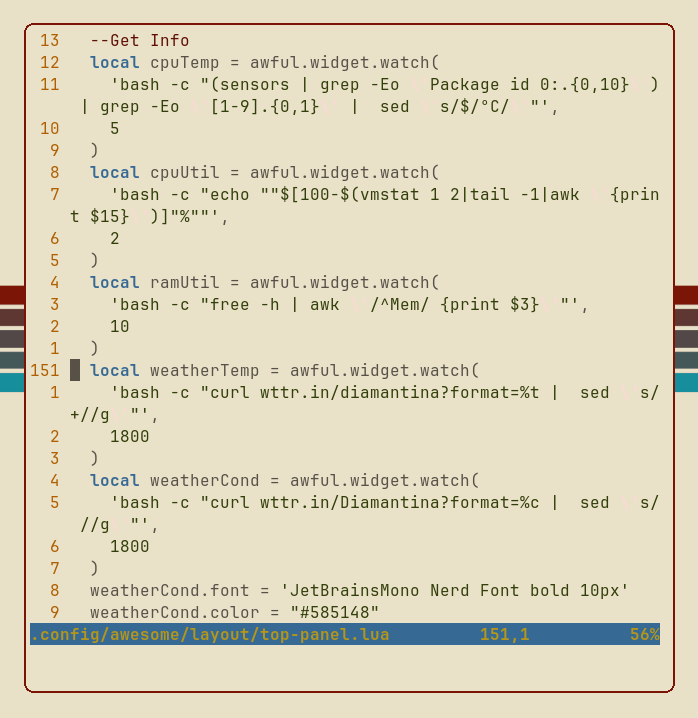 13   --Get Info
12   local cpuTemp = awful.widget.watch(
11     'bash -c "(sensors | grep -Eo    Package id 0:.{0,10}  )
 | grep -Eo   [1-9].{0,1}   |  sed   s/$/°C/  "',
10     5
9   )
8   local cpuUtil = awful.widget.watch(
7     'bash -c "echo ""$[100-$(vmstat 1 2|tail -1|awk   {prin
t $15}  )]"%""',
6     2
5   )
4   local ramUtil = awful.widget.watch(
3     'bash -c "free -h | awk   /^Mem/ {print $3}  "',
2     10
1   )
151   local weatherTemp = awful.widget.watch(
1     'bash -c "curl wttr.in/diamantina?format=%t |  sed   s/
+//g  "',
2     1800
3   )
4   local weatherCond = awful.widget.watch(
5     'bash -c "curl wttr.in/Diamantina?format=%c |  sed   s/
 //g  "',
6     1800
7   )
8   weatherCond.font = 'JetBrainsMono Nerd Font bold 10px'
9   weatherCond.color = "#585148"
.config/awesome/layout/top-panel.lua         151,1          56%